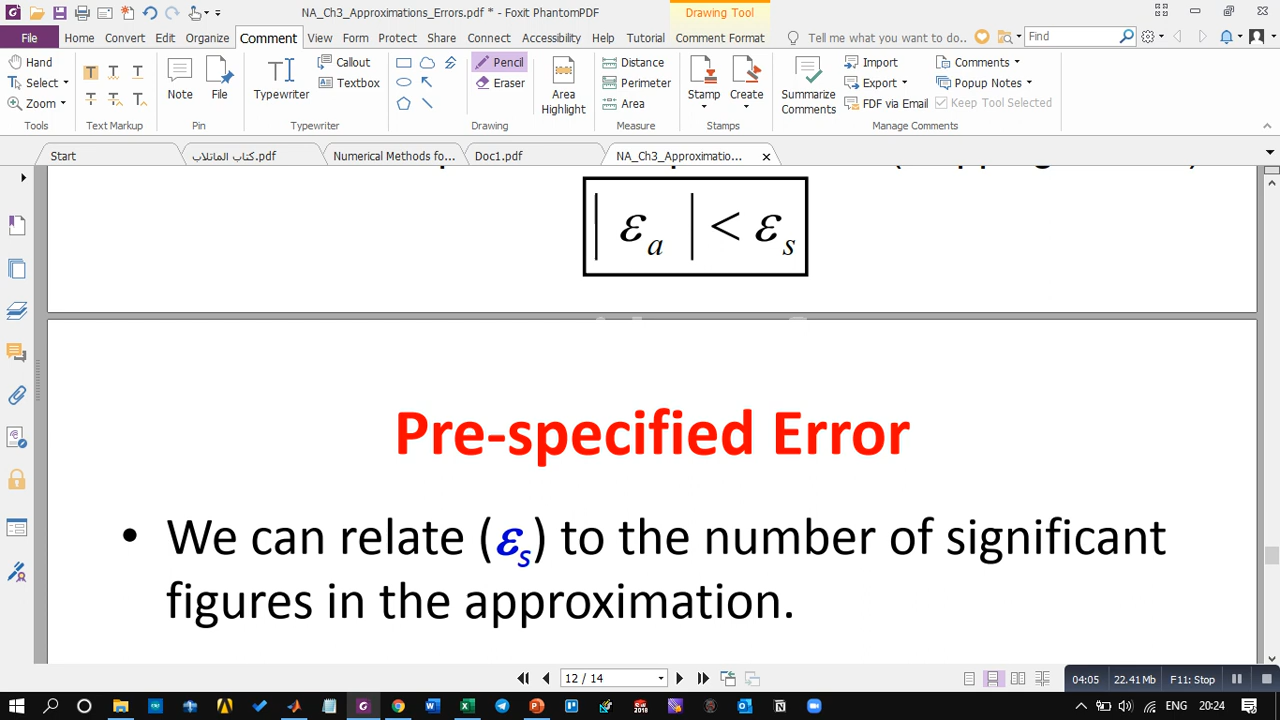 NA_Ch3_Approximations_Errors.pdf * - Foxit PhantomPDF
Drawing Tool
File Home Convert Edit Organize Comment View Form Protect Share Connect Accessibility Help Tutorial Comment Format Tell me what you want to do.. Find
Hand
Select
Zoom
Tools
Text Markup
Note
File
Pin
Typewriter
Callout
Textbox
Typewriter
Pencil
Eraser
Drawing
Area Highlight
Distance
Perimeter
Area
Measure
Stamp
Create
Stamps
Summarize Comments
Import
Export
FDF via Email
Comments
Popup Notes
Keep Tool Selected
Manage Comments
Start
كتاب الماتلاب.pdf
Numerical Methods fo...
Doc1.pdf
NA_Ch3_Approximatio...
| εa | < εs
Pre-specified Error
• We can relate (εs) to the number of significant
figures in the approximation.
12 / 14
04:05 22.41 Mb F11: Stop
ENG 20:24